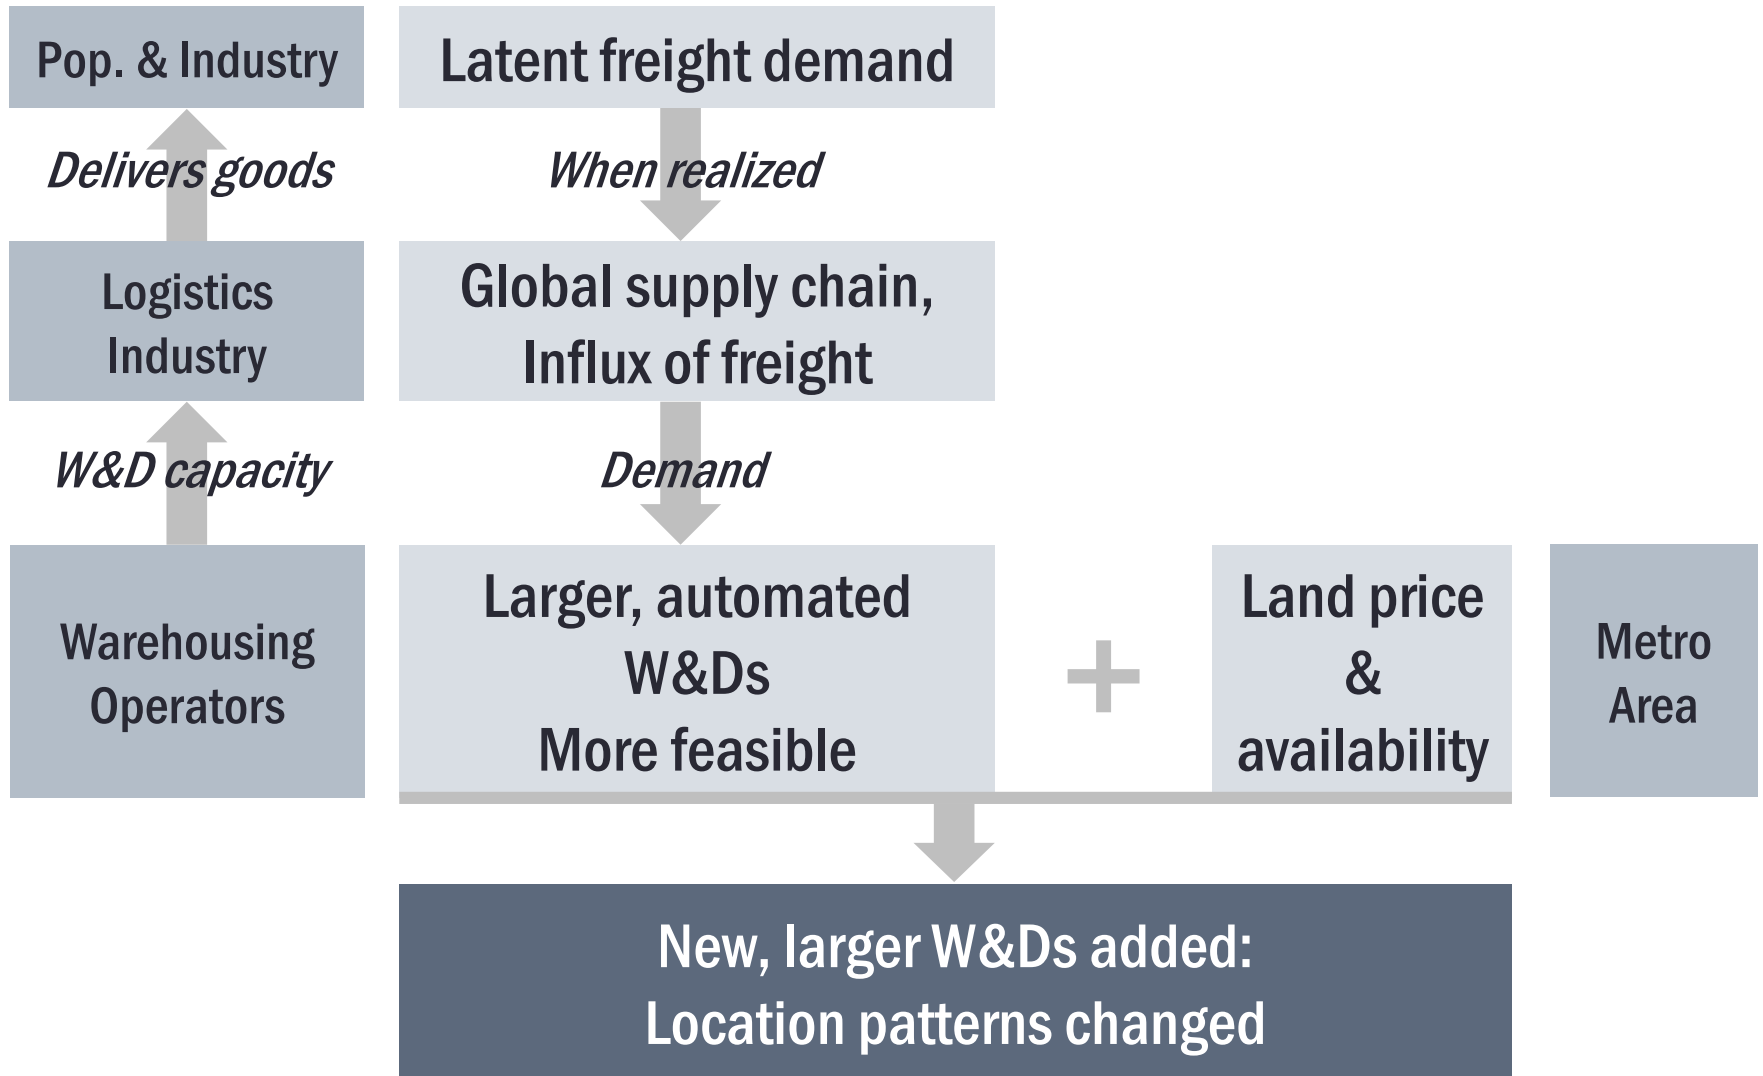 Pop. & Industry
Latent freight demand
Delivers goods
When realized
Logistics
Industry
Global supply chain,
Influx of freight
W&D capacity
Demand
Warehousing
Operators
Larger, automated
W&Ds
More feasible
Land price
&
availability
Metro
Area
New, larger W&Ds added:
Location patterns changed